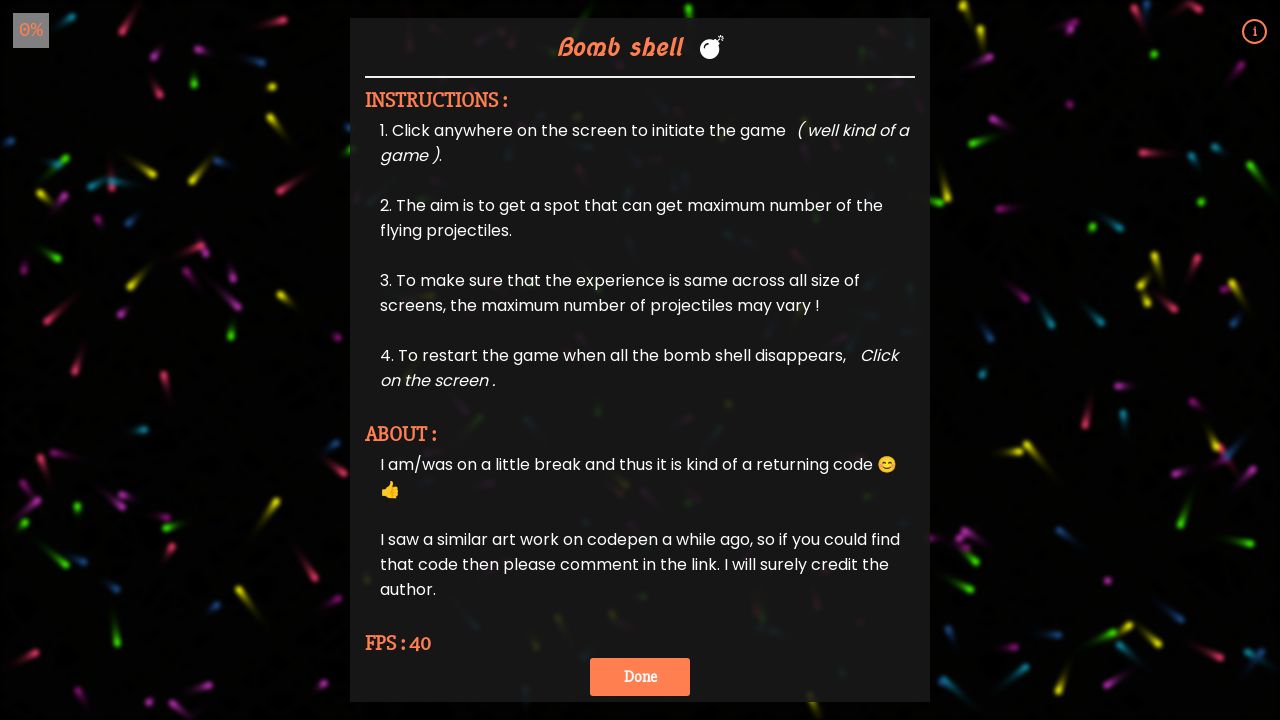 0%
Bomb shell 💣
i
INSTRUCTIONS :
1. Click anywhere on the screen to initiate the game ( well kind of a
game ).
2. The aim is to get a spot that can get maximum number of the
flying projectiles.
3. To make sure that the experience is same across all size of
screens, the maximum number of projectiles may vary !
4. To restart the game when all the bomb shell disappears, Click
on the screen .
ABOUT :
I am/was on a little break and thus it is kind of a returning code 😊
👍
I saw a similar art work on codepen a while ago, so if you could find
that code then please comment in the link. I will surely credit the
author.
FPS : 40
Done